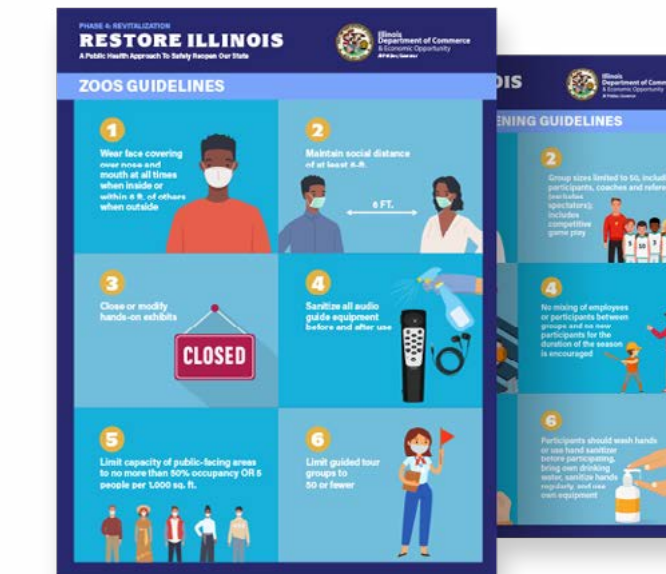 PHASE 4: REVITALIZATION
RESTORE ILLINOIS
A Public Health Approach To Safely Reopen Our State
Illinois
Department of Commerce
& Economic Opportunity
ZOOS GUIDELINES
1
Wear face covering
over nose and
mouth at all times
when inside or
within 6 ft. of others
when outside
2
Maintain social distance
of at least 6-ft.
6 FT.
3
Close or modify
hands-on exhibits
CLOSED
4
Sanitize all audio
guide equipment
before and after use
5
Limit capacity of public-facing areas
to no more than 50% occupancy OR 5
people per 1,000 sq. ft.
6
Limit guided tour
groups to
50 or fewer
OIS
Illinois
Department of Comm
& Economic Opportunity
ENING GUIDELINES
2
Group sizes limited to 50, includi
participants, coaches and refere
(excludes
spectators);
includes
competitive
game play
4
No mixing of employees
or participants between
groups and no new
participants for the
duration of the season
is encouraged
6
Participants should wash hands
or use hand sanitizer
before participating,
bring own drinking
water, sanitize hands
regularly, and use
own equipment